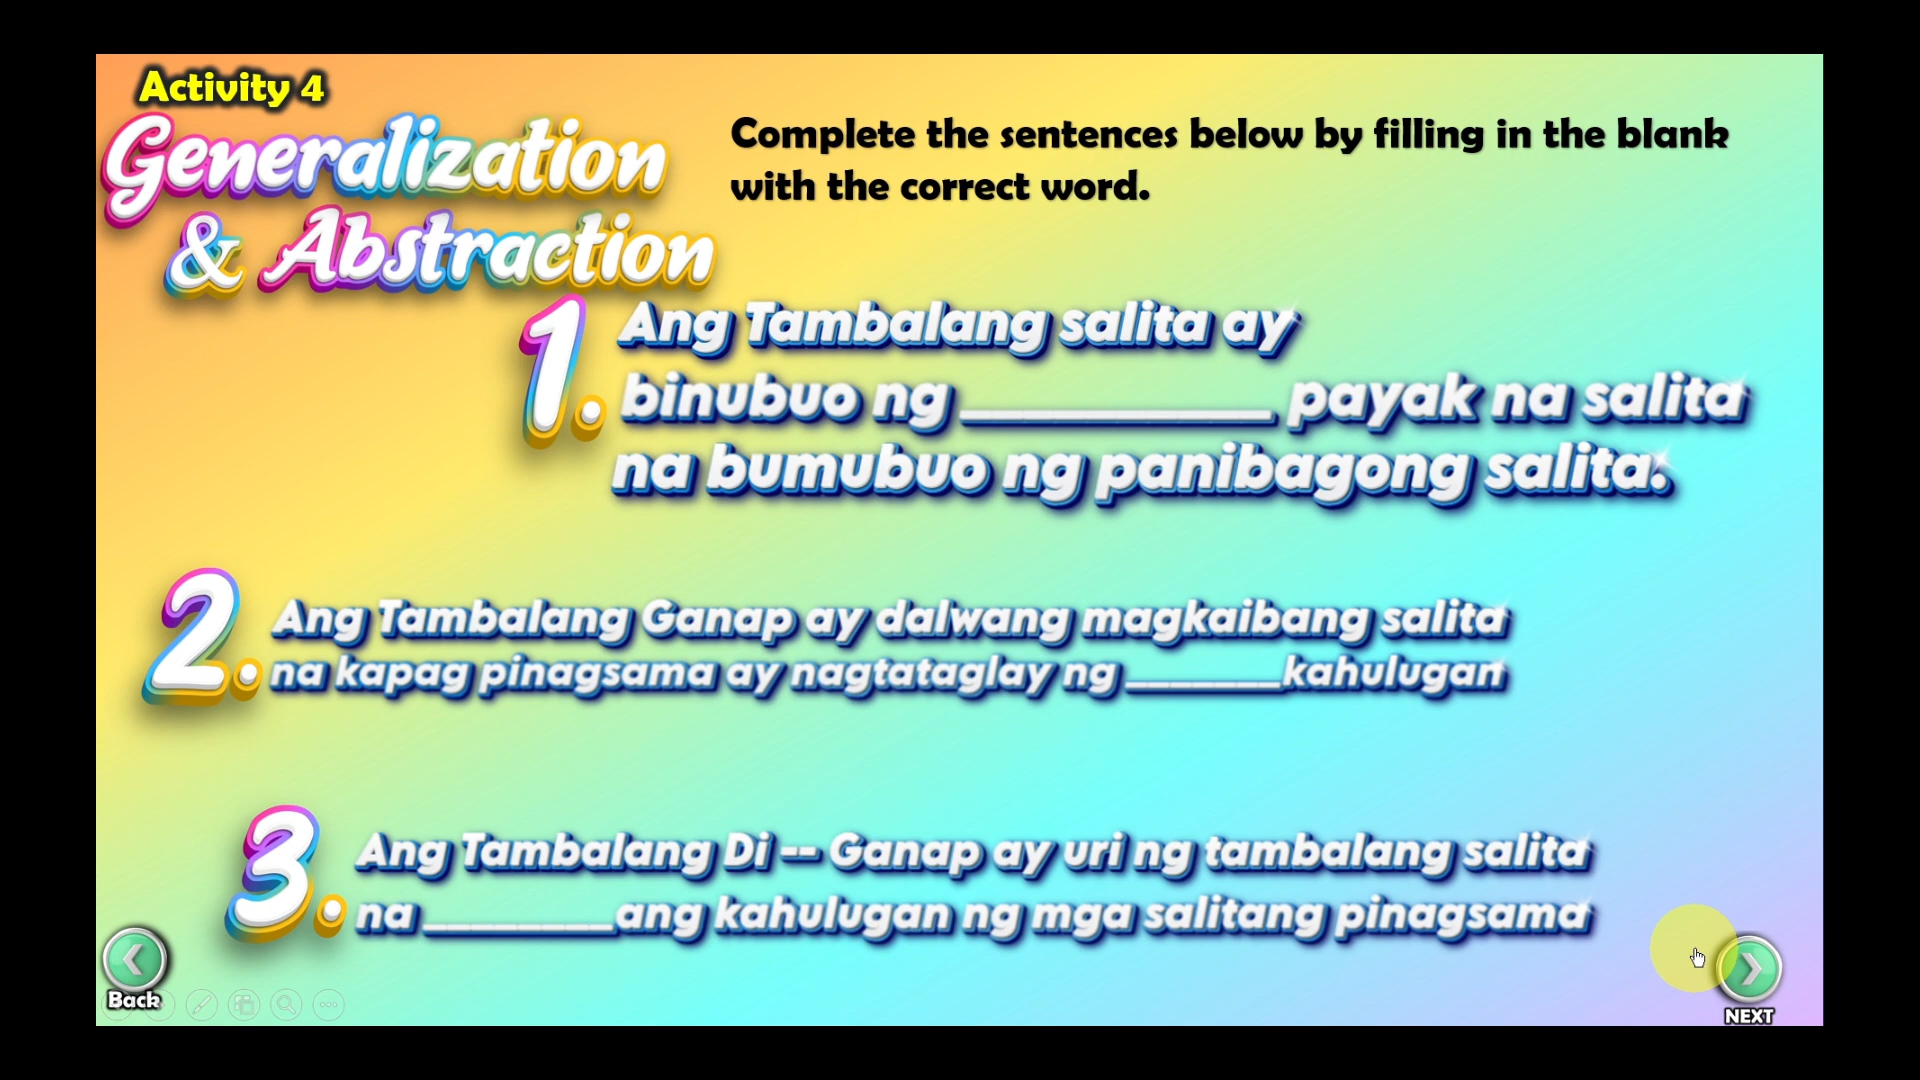 Activity 4
Generalization
& Abstraction
Complete the sentences below by filling in the blank
with the correct word.
1. Ang Tambalang salita ay
binubuo ng __________ payak na salita
na bumubuo ng panibagong salita.
2. Ang Tambalang Ganap ay dalwang magkaibang salita
na kapag pinagsama ay nagtataglay ng _______kahulugan
3. Ang Tambalang Di -- Ganap ay uri ng tambalang salita
na ________ang kahulugan ng mga salitang pinagsama
Back
NEXT